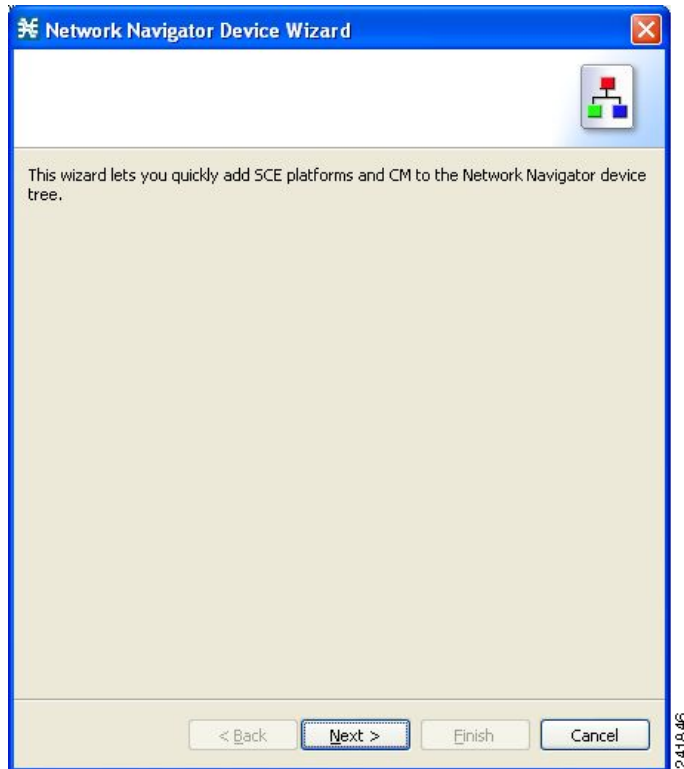 Network Navigator Device Wizard
This wizard lets you quickly add SCE platforms and CM to the Network Navigator device
tree.
< Back
Next >
Finish
Cancel
241846